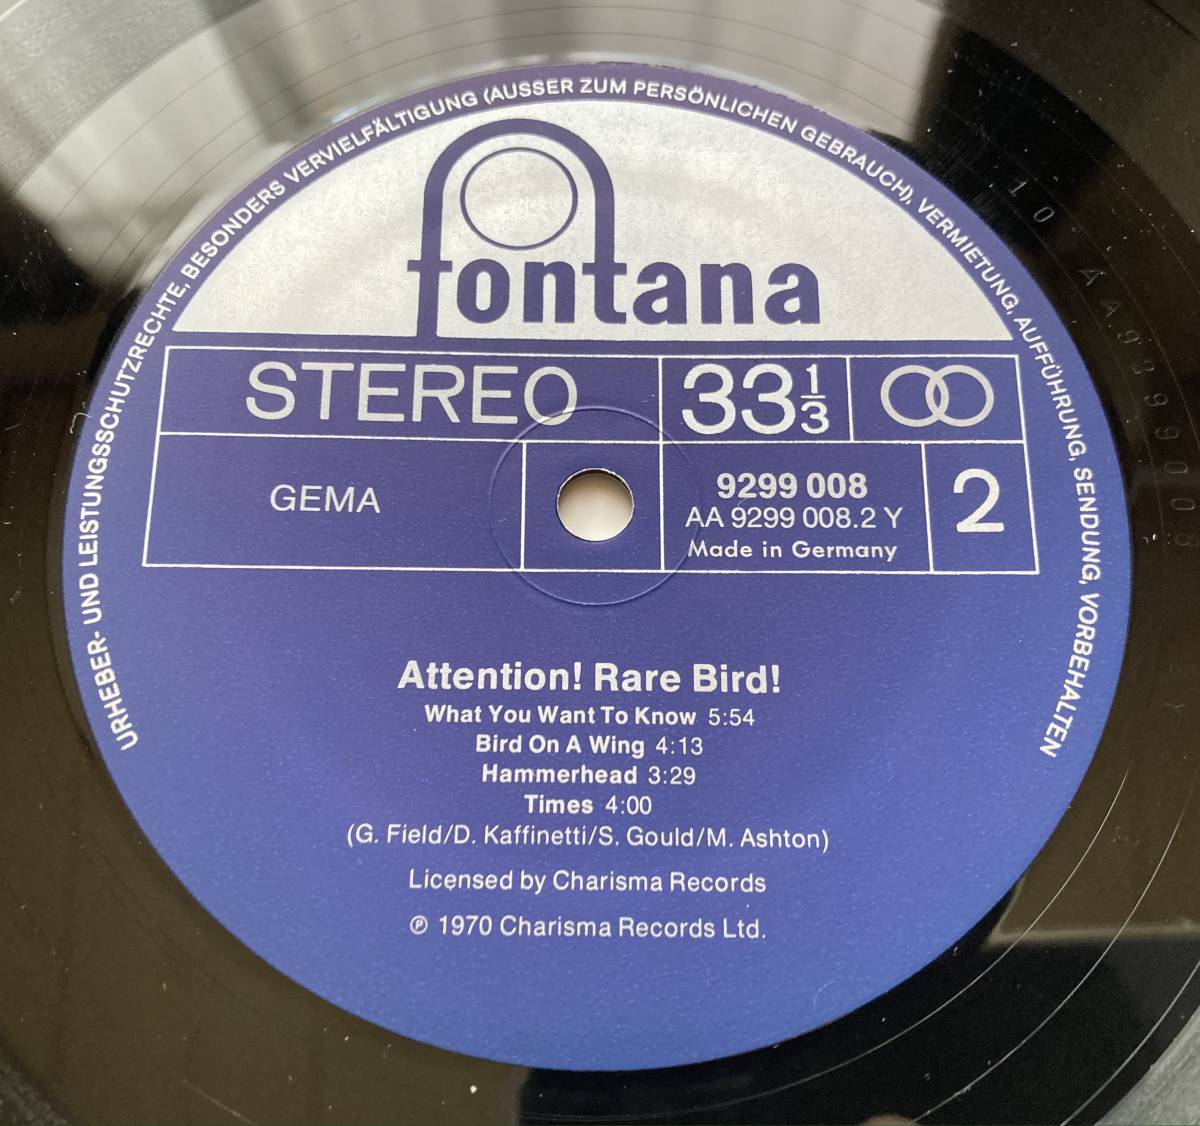 URHEBER- UND LEISTUNGSSCHUTZRECHTE, BESONDERS VERVIELFÄLTIGUNG (AUSSER ZUM PERSÖNLICHEN GEBRAUCH), VERMIETUNG, AUFFÜHRUNG, SENDUNG, VORBEHALTEN
fontana
STEREO 33 1/3
GEMA
9299 008
AA 9299 008.2 Y
Made in Germany
2
Attention! Rare Bird!
What You Want To Know 5:54
Bird On A Wing 4:13
Hammerhead 3:29
Times 4:00
(G. Field/D. Kaffinetti/S. Gould/M. Ashton)
Licensed by Charisma Records
℗ 1970 Charisma Records Ltd.